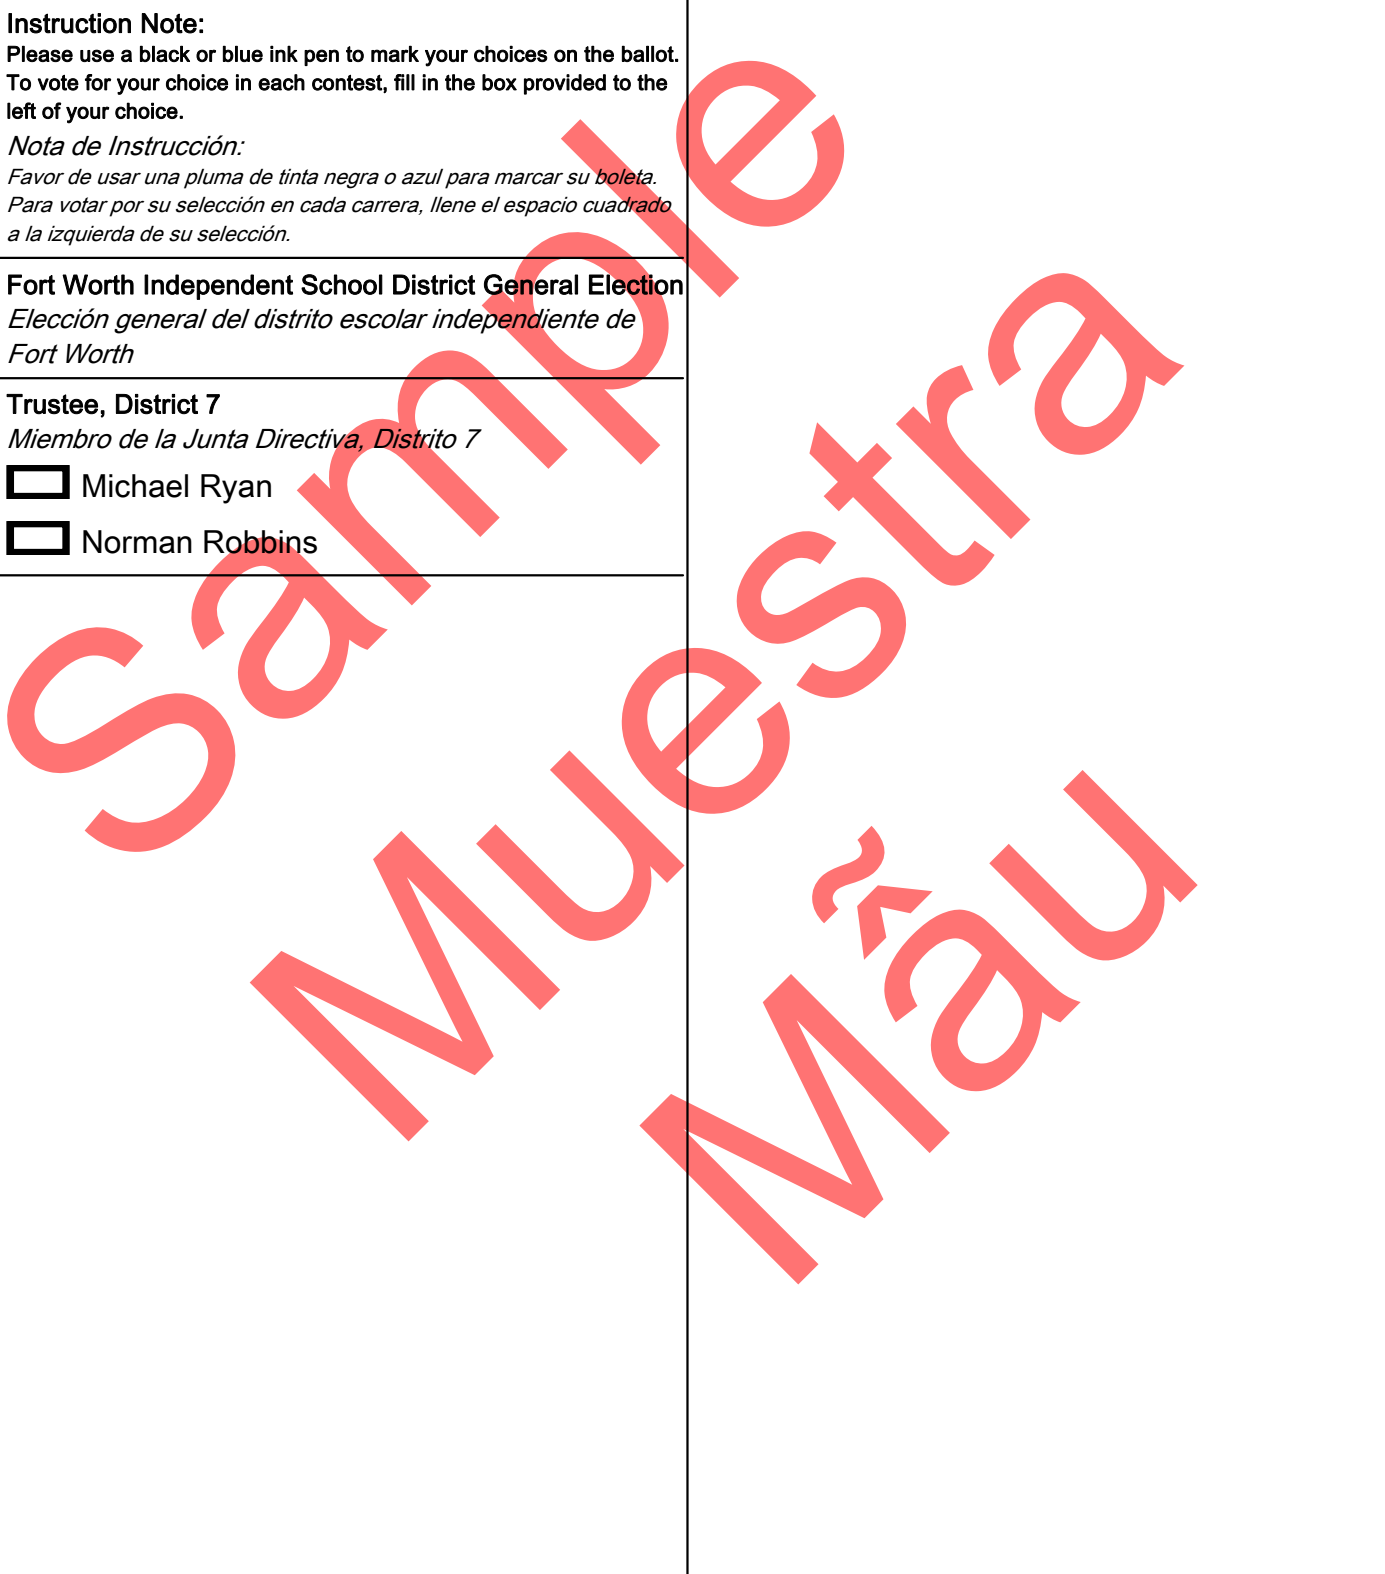 Instruction Note:
Please use a black or blue ink pen to mark your choices on the ballot.
To vote for your choice in each contest, fill in the box provided to the
left of your choice.
Nota de Instrucción:
Favor de usar una pluma de tinta negra o azul para marcar su boleta.
Para votar por su selección en cada carrera, llene el espacio cuadrado
a la izquierda de su selección.
Fort Worth Independent School District General Election
Elección general del distrito escolar independiente de
Fort Worth
Trustee, District 7
Miembro de la Junta Directiva, Distrito 7
Michael Ryan
Norman Robbins
Sample
Muestra
Mẫu